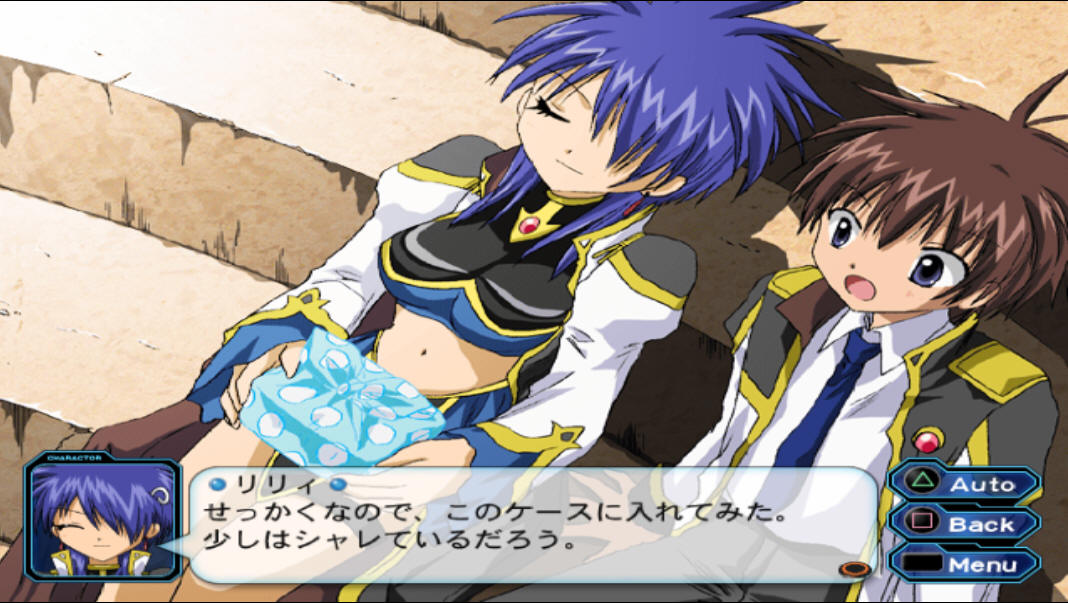 CHARACTOR
リリィ
せっかくなので、このケースに入れてみた。
少しはシャレているだろう。
Auto
Back
Menu